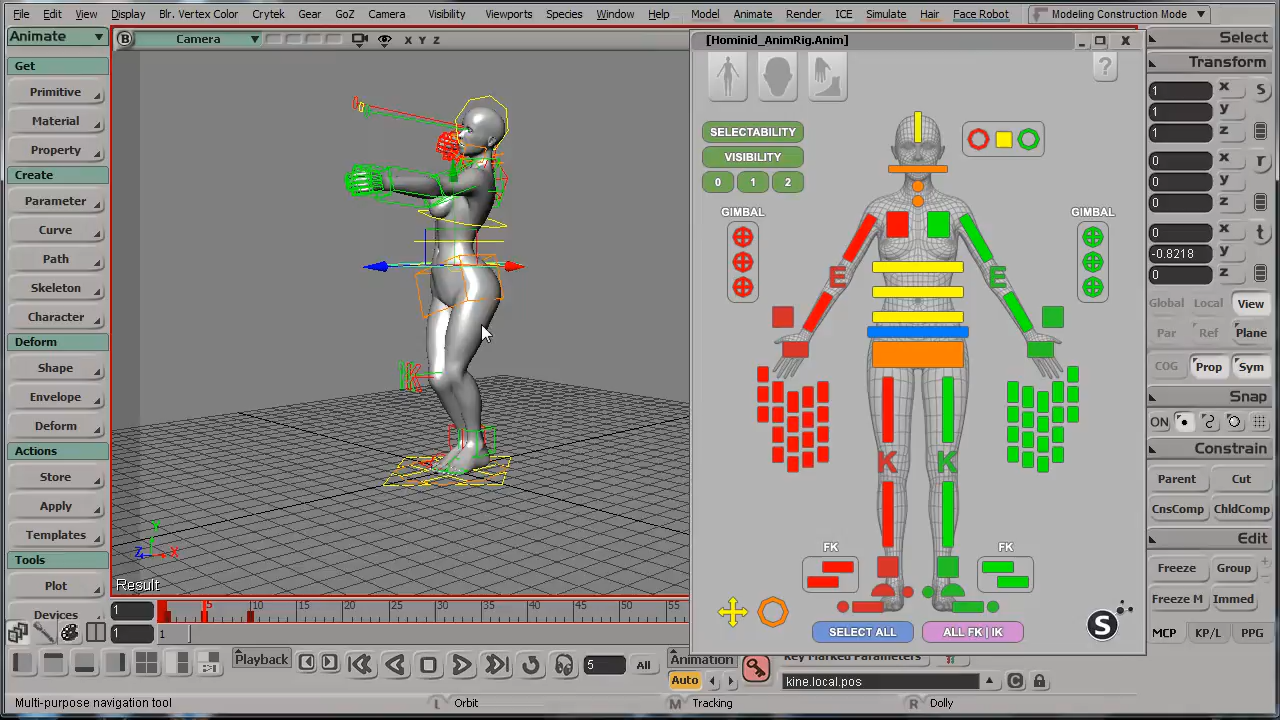 File Edit View Display Blr. Vertex Color Crytek Gear GoZ Camera Visibility Viewports Species Window Help Model Animate Render ICE Simulate Hair Face Robot Modeling Construction Mode
Animate
B Camera X Y Z
[Hominid_AnimRig.Anim]
Select
Get
Transform
Primitive
Material
Property
1 x S
1 y
1 z
0 x r
0 y
0 z
0 x t
-0.8218 y
0 z
Create
Parameter
Curve
Path
Skeleton
Character
Global Local View
Par Ref Plane
COG Prop Sym
Deform
Shape
Envelope
Deform
Snap
ON
Actions
Store
Apply
Templates
Constrain
Parent Cut
CnsComp ChldComp
Tools
Plot
Devices
Edit
Freeze Group
Freeze M Immed
MCP KP/L PPG
?
SELECTABILITY
VISIBILITY
0 1 2
GIMBAL GIMBAL
E E
K K
FK FK
SELECT ALL ALL FK | IK
S
K
Y
Z X
Result
1 5 10 15 20 25 30 35 40 45 50 55
1 1
Playback 5 All Animation Key Marked Parameters
Auto kine.local.pos C
Multi-purpose navigation tool L Orbit M Tracking R Dolly